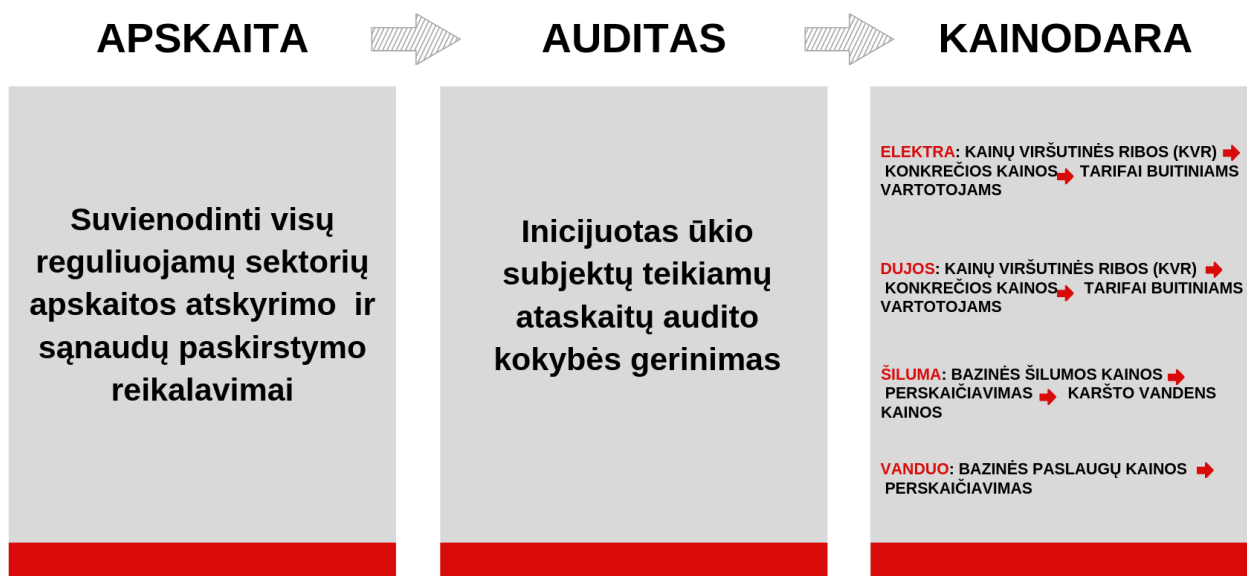 APSKAITA
AUDITAS
KAINODARA
Suvienodinti visų
reguliuojamų sektorių
apskaitos atskyrimo  ir
sąnaudų paskirstymo
reikalavimai
Inicijuotas ūkio
subjektų teikiamų
ataskaitų audito
kokybės gerinimas
ELEKTRA: KAINŲ VIRŠUTINĖS RIBOS (KVR)
KONKREČIOS KAINOS TARIFAI BUITINIAMS
VARTOTOJAMS
DUJOS: KAINŲ VIRŠUTINĖS RIBOS (KVR)
KONKREČIOS KAINOS TARIFAI BUITINIAMS
VARTOTOJAMS
ŠILUMA: BAZINĖS ŠILUMOS KAINOS
PERSKAIČIAVIMAS KARŠTO VANDENS
KAINOS
VANDUO: BAZINĖS PASLAUGŲ KAINOS
PERSKAIČIAVIMAS